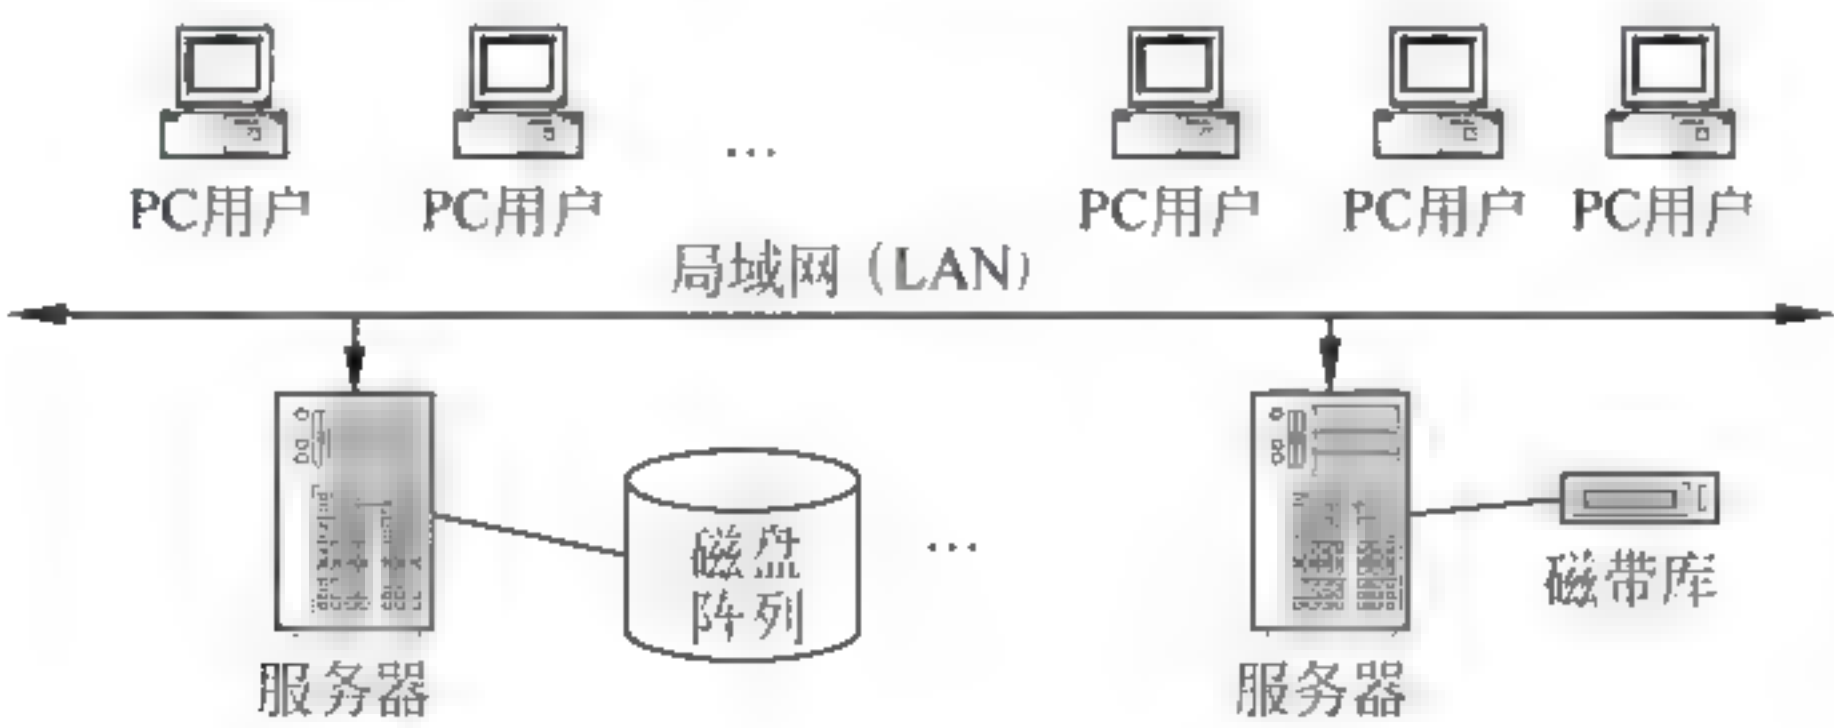 PC用户
PC用户
…
PC用户
PC用户
PC用户
局域网（LAN）
磁盘
阵列
…
磁带库
服务器
服务器